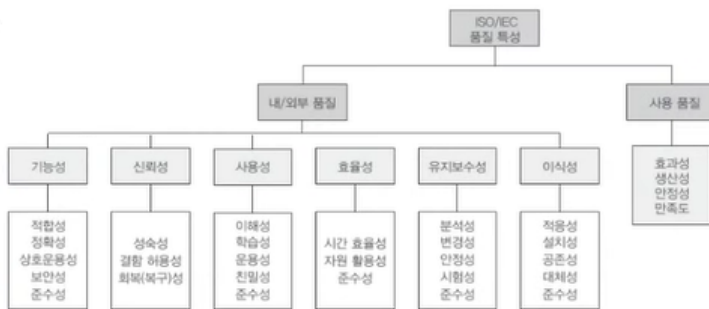 ISO/IEC
품질 특성
내/외부 품질
사용 품질
기능성
신뢰성
사용성
효율성
유지보수성
이식성
효과성
생산성
안정성
만족도
적합성
정확성
상호운용성
보안성
준수성
성숙성
결함 허용성
회복(복구)성
이해성
학습성
운용성
친밀성
준수성
시간 효율성
자원 활용성
준수성
분석성
변경성
안정성
시험성
준수성
적응성
설치성
공존성
대체성
준수성